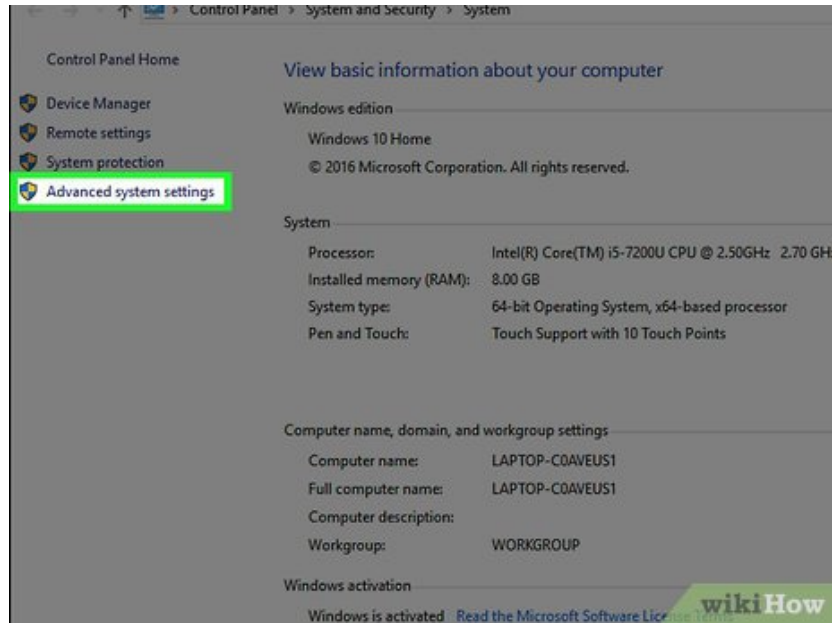 Control Panel > System and Security > System
Control Panel Home
Device Manager
Remote settings
System protection
Advanced system settings
View basic information about your computer
Windows edition
Windows 10 Home
© 2016 Microsoft Corporation. All rights reserved.
System
Processor: Intel(R) Core(TM) i5-7200U CPU @ 2.50GHz 2.70 GH
Installed memory (RAM): 8.00 GB
System type: 64-bit Operating System, x64-based processor
Pen and Touch: Touch Support with 10 Touch Points
Computer name, domain, and workgroup settings
Computer name: LAPTOP-C0AVEUS1
Full computer name: LAPTOP-C0AVEUS1
Computer description:
Workgroup: WORKGROUP
Windows activation
Windows is activated Read the Microsoft Software License Terms
wikiHow